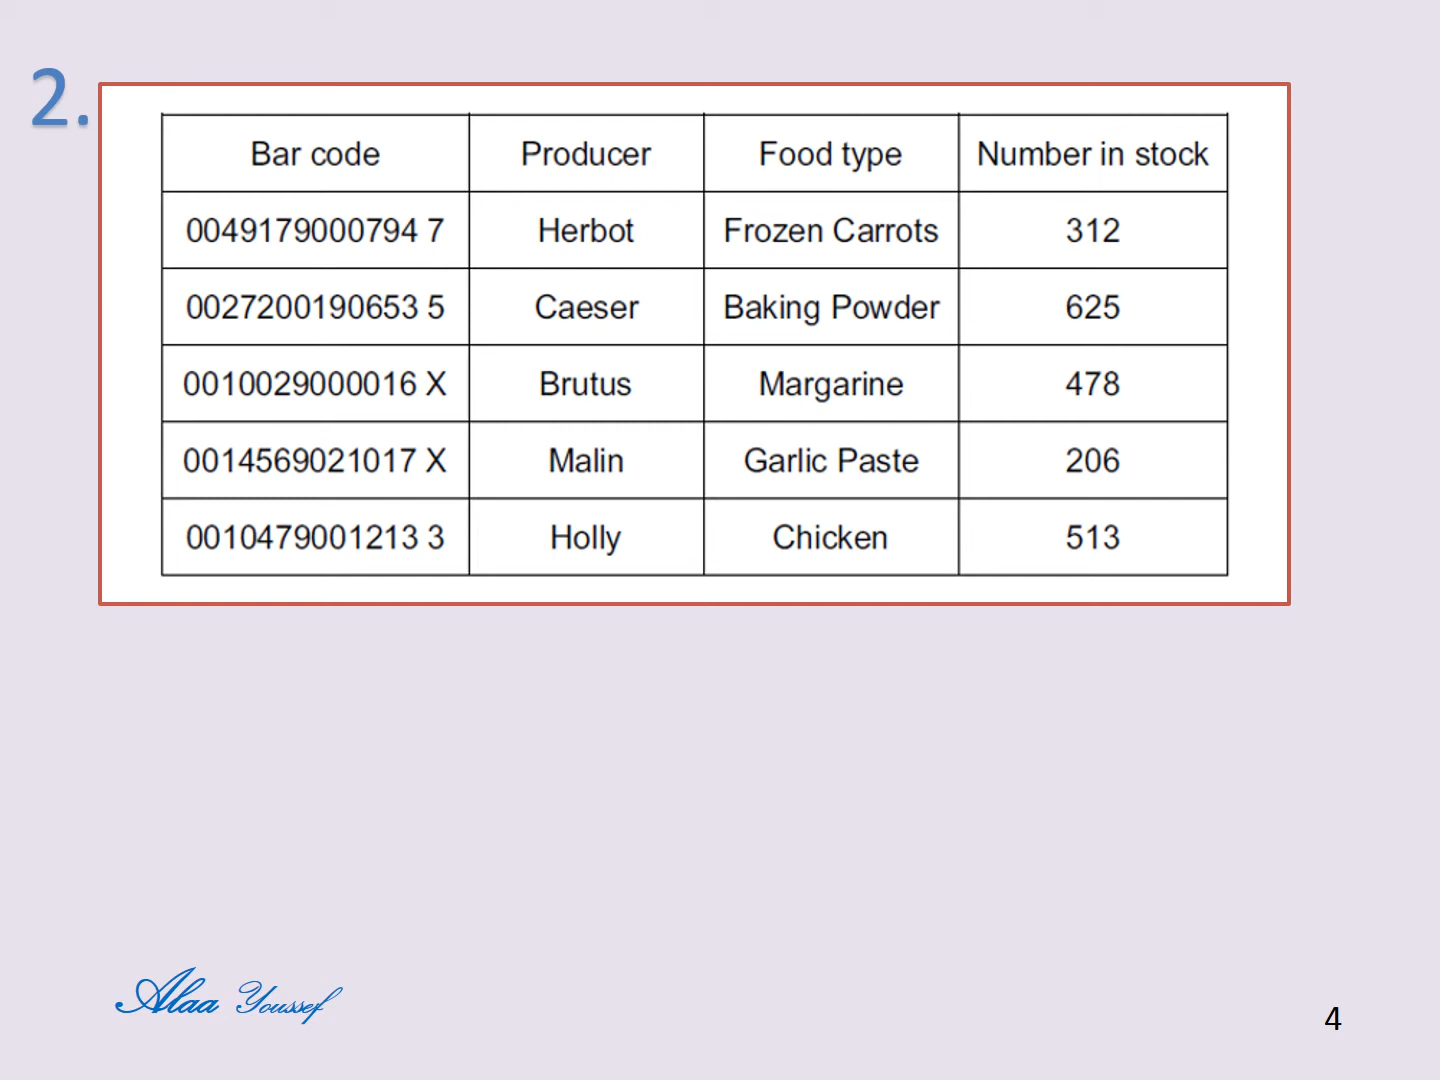 2.
Bar code Producer Food type Number in stock
0049179000794 7 Herbot Frozen Carrots 312
0027200190653 5 Caeser Baking Powder 625
0010029000016 X Brutus Margarine 478
0014569021017 X Malin Garlic Paste 206
0010479001213 3 Holly Chicken 513
Alaa Youssef
4